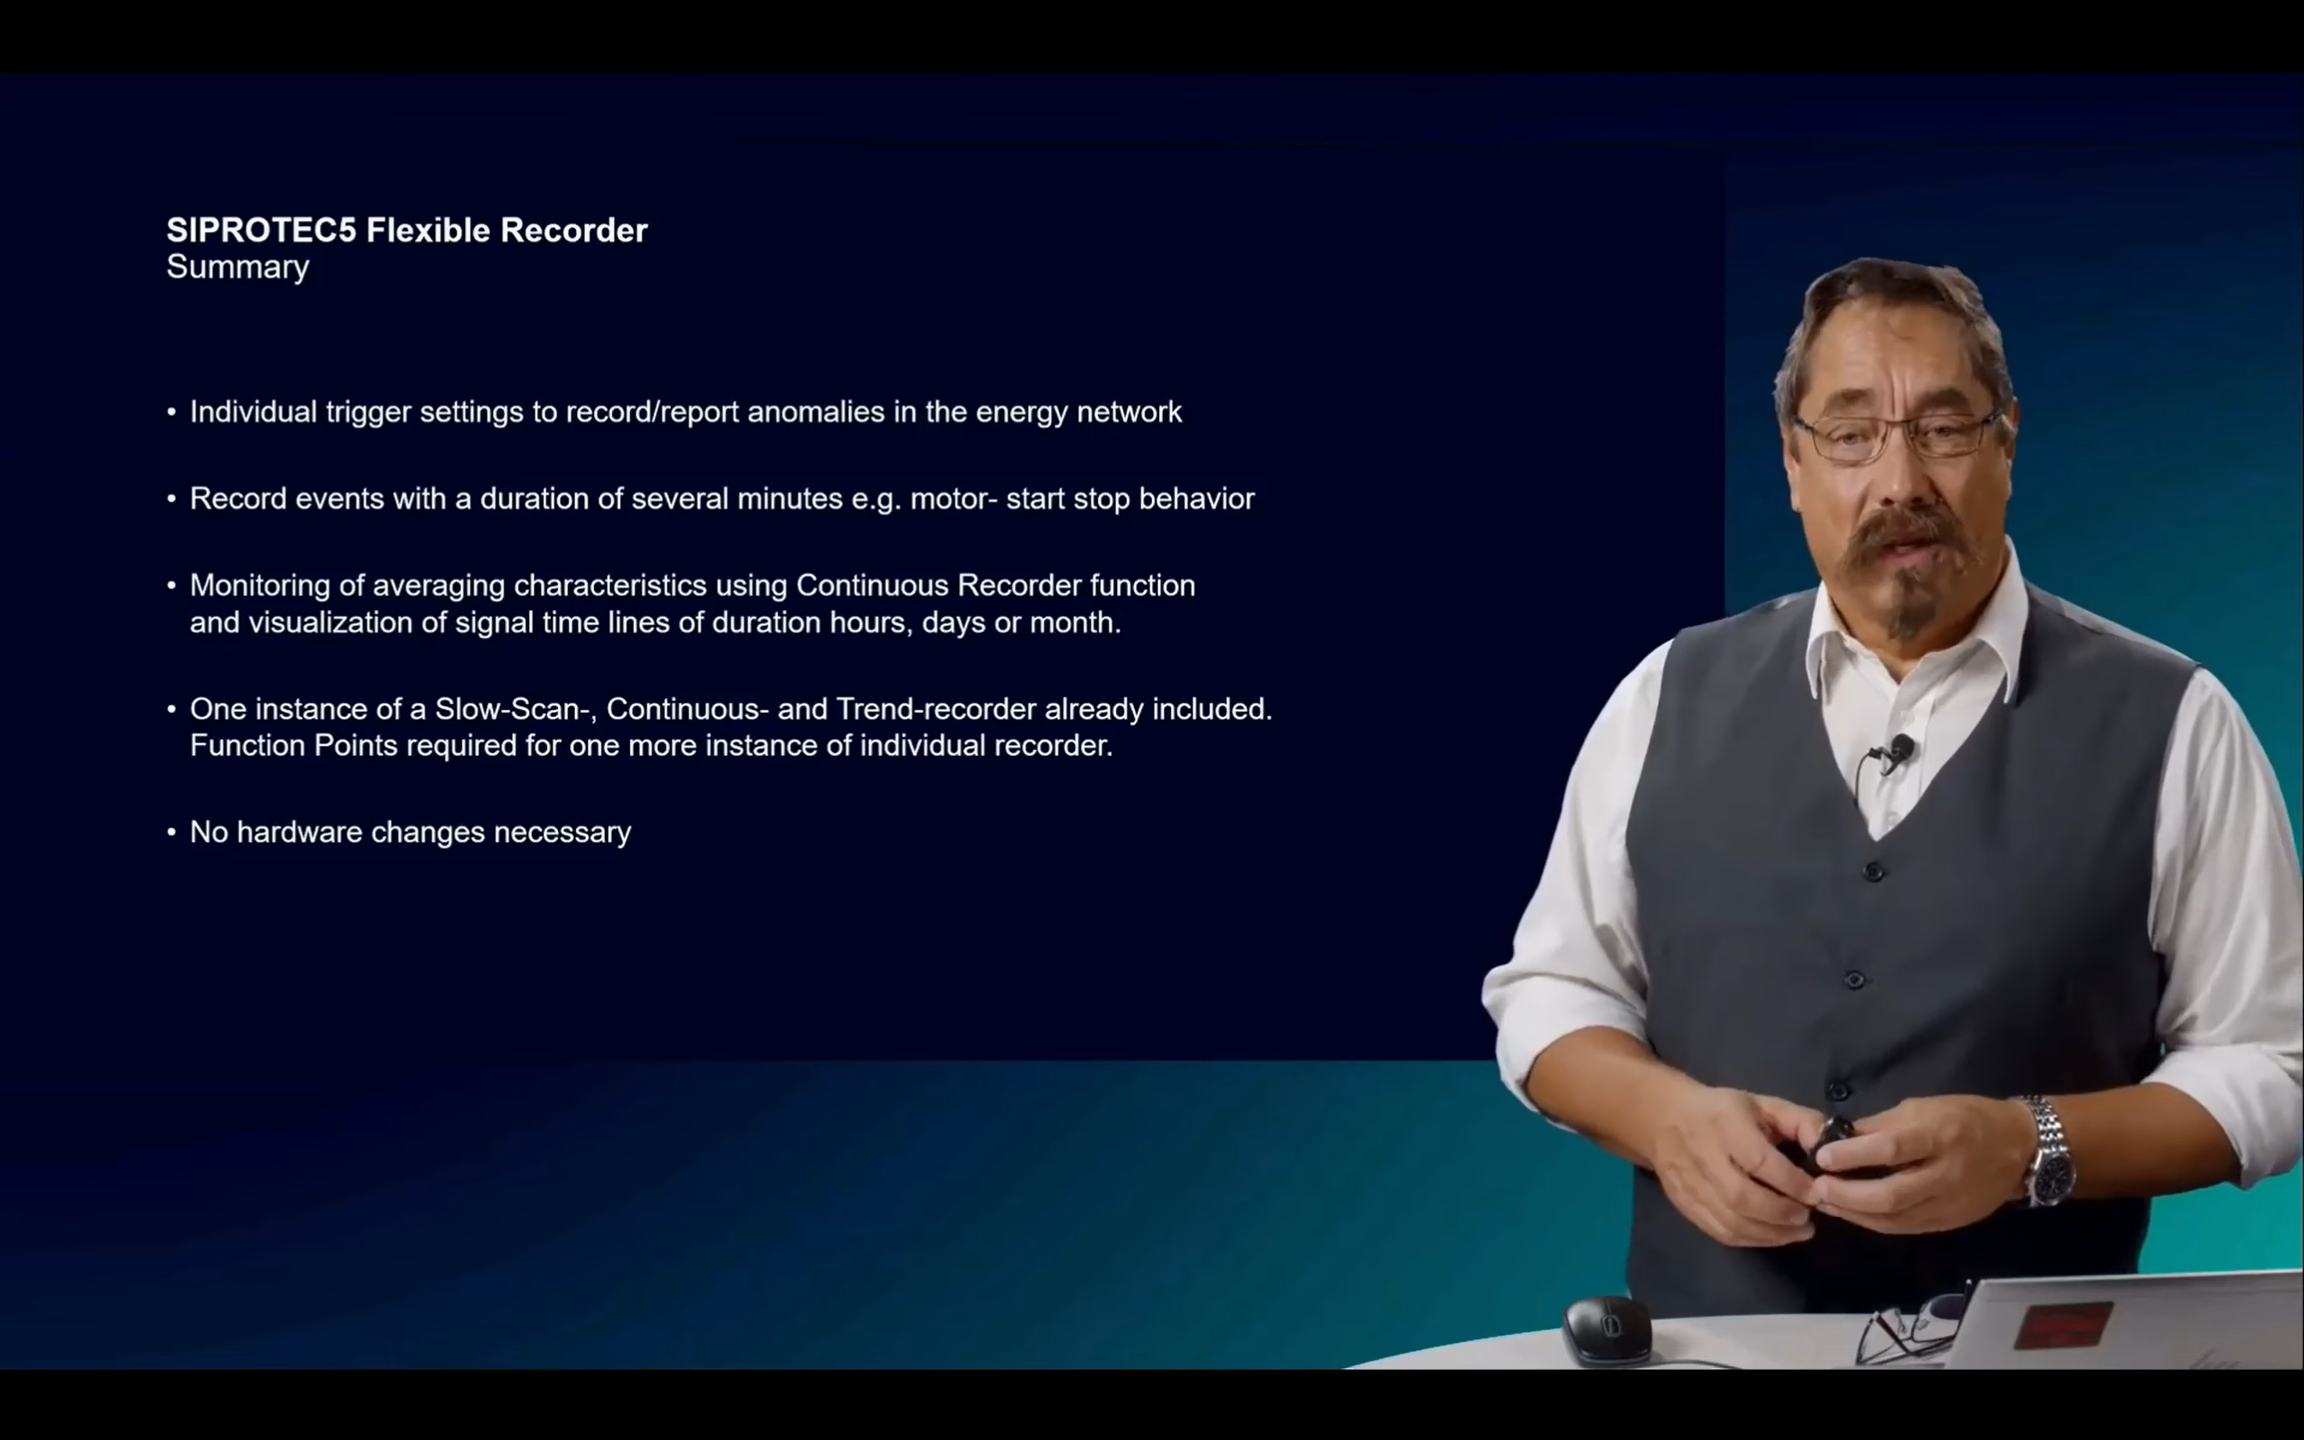 SIPROTEC5 Flexible Recorder
Summary
• Individual trigger settings to record/report anomalies in the energy network
• Record events with a duration of several minutes e.g. motor- start stop behavior
• Monitoring of averaging characteristics using Continuous Recorder function
and visualization of signal time lines of duration hours, days or month.
• One instance of a Slow-Scan-, Continuous- and Trend-recorder already included.
Function Points required for one more instance of individual recorder.
• No hardware changes necessary